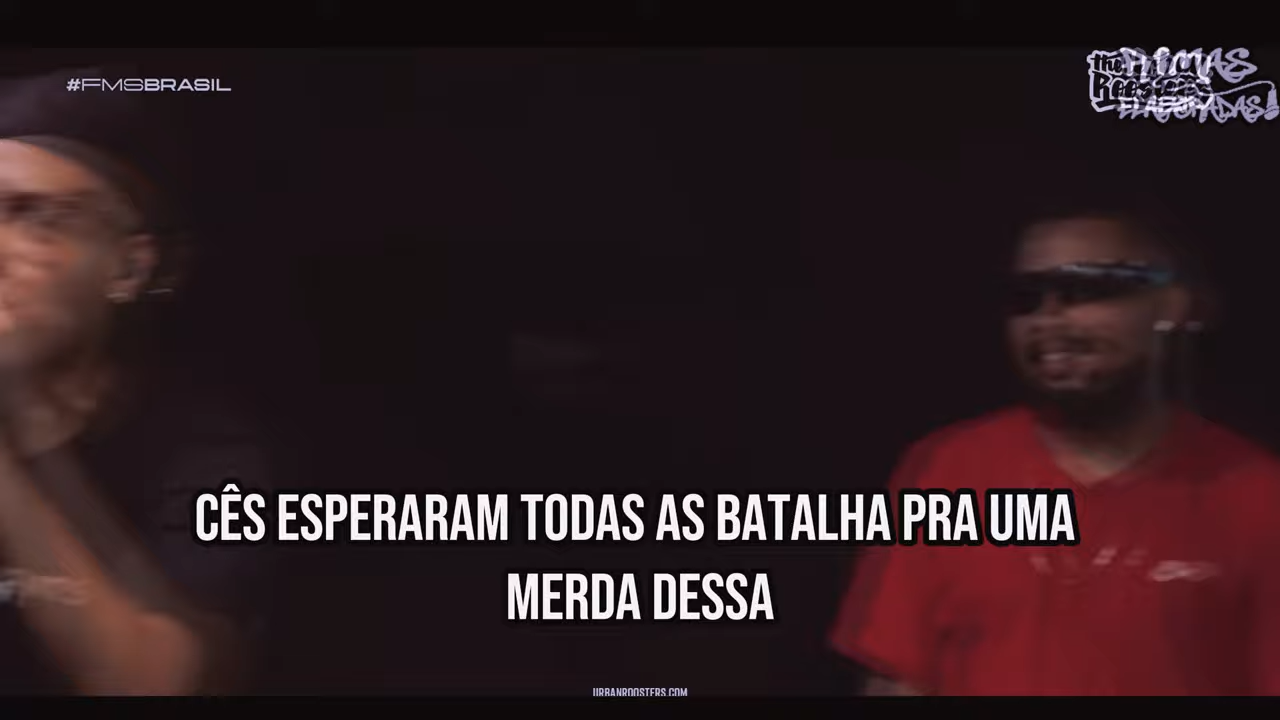 #FMSBRASIL
CÊS ESPERARAM TODAS AS BATALHA PRA UMA
MERDA DESSA
URBANROOSTERS.COM